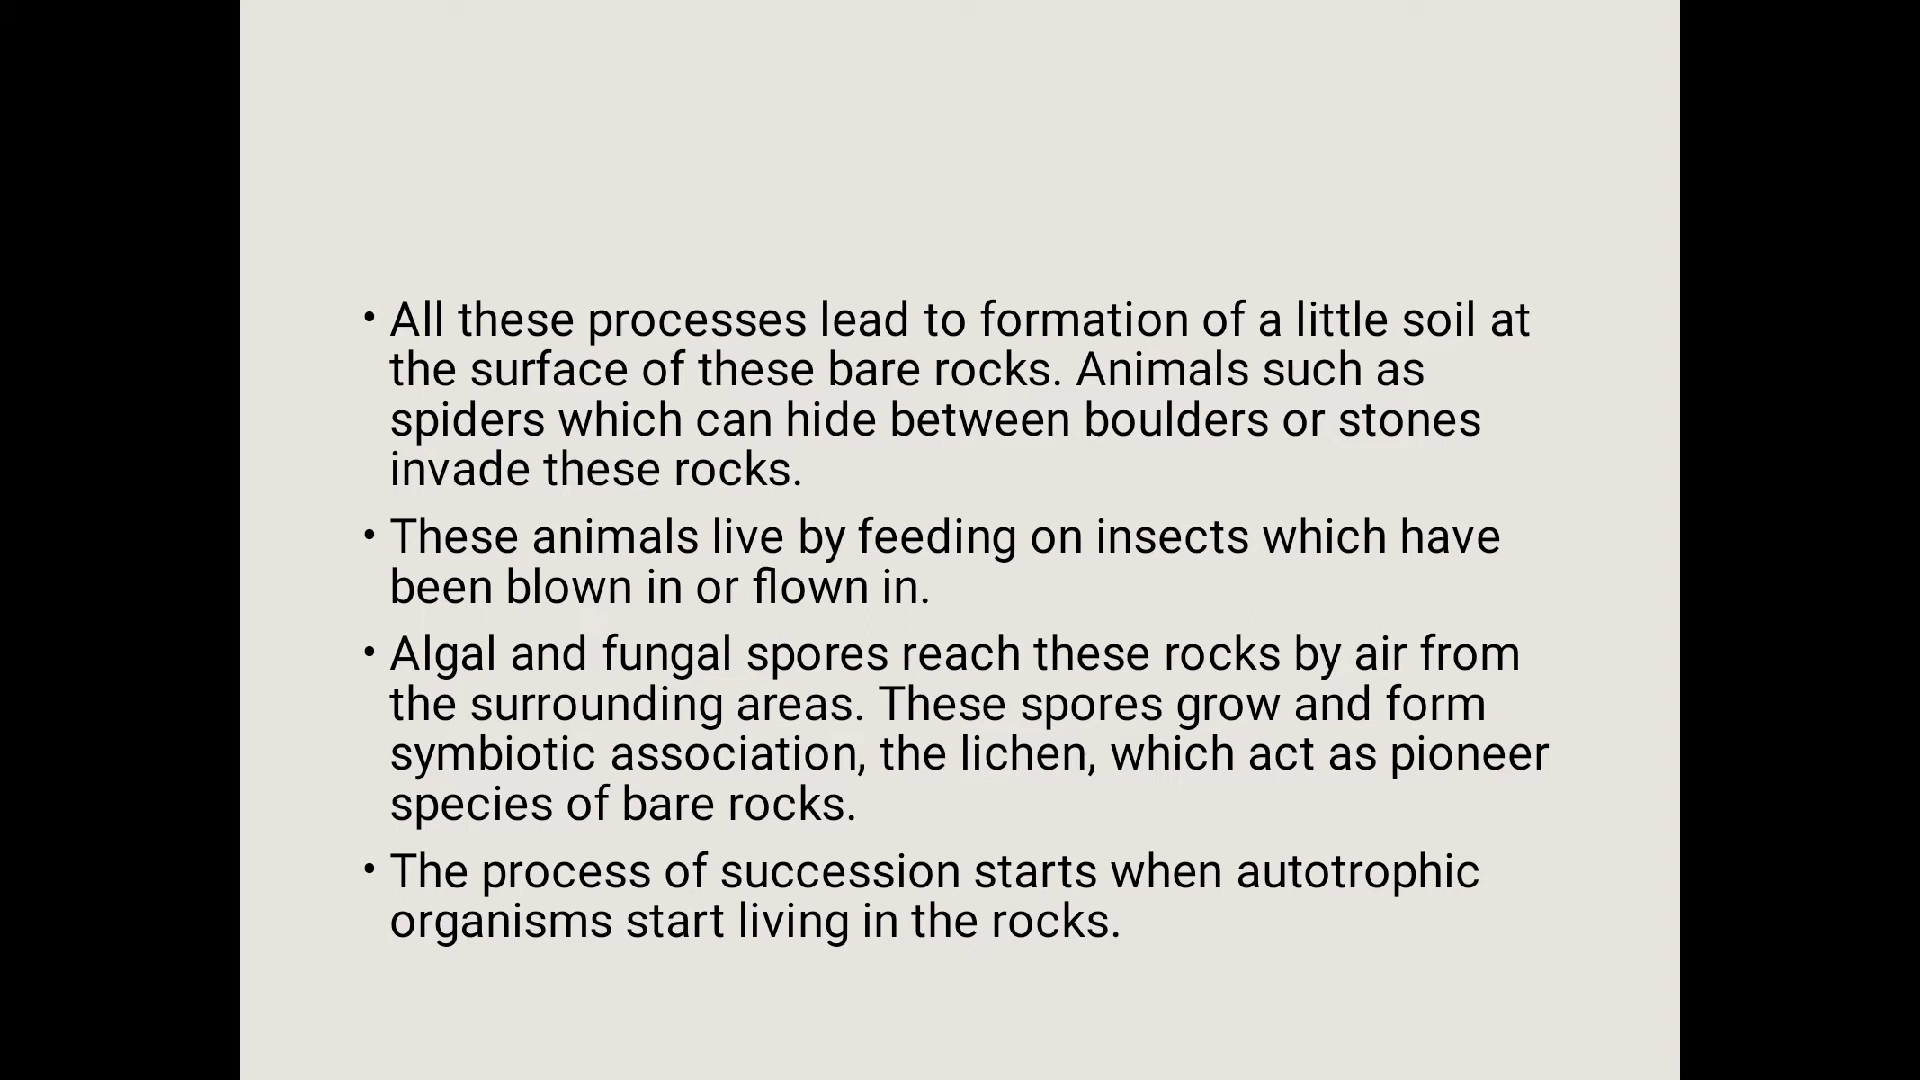 • All these processes lead to formation of a little soil at
the surface of these bare rocks. Animals such as
spiders which can hide between boulders or stones
invade these rocks.
• These animals live by feeding on insects which have
been blown in or flown in.
• Algal and fungal spores reach these rocks by air from
the surrounding areas. These spores grow and form
symbiotic association, the lichen, which act as pioneer
species of bare rocks.
• The process of succession starts when autotrophic
organisms start living in the rocks.